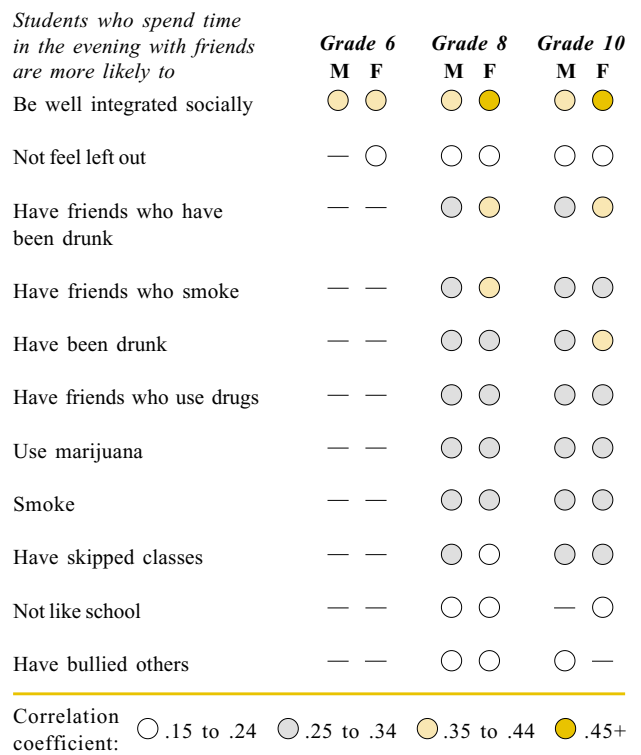 Students who spend time
in the evening with friends
are more likely to
Grade 6 Grade 8 Grade 10
M F M F M F
Be well integrated socially
Not feel left out —
Have friends who have — —
been drunk
Have friends who smoke — —
Have been drunk — —
Have friends who use drugs — —
Use marijuana — —
Smoke — —
Have skipped classes — —
Not like school — — —
Have bullied others — — —
Correlation
coefficient: .15 to .24 .25 to .34 .35 to .44 .45+